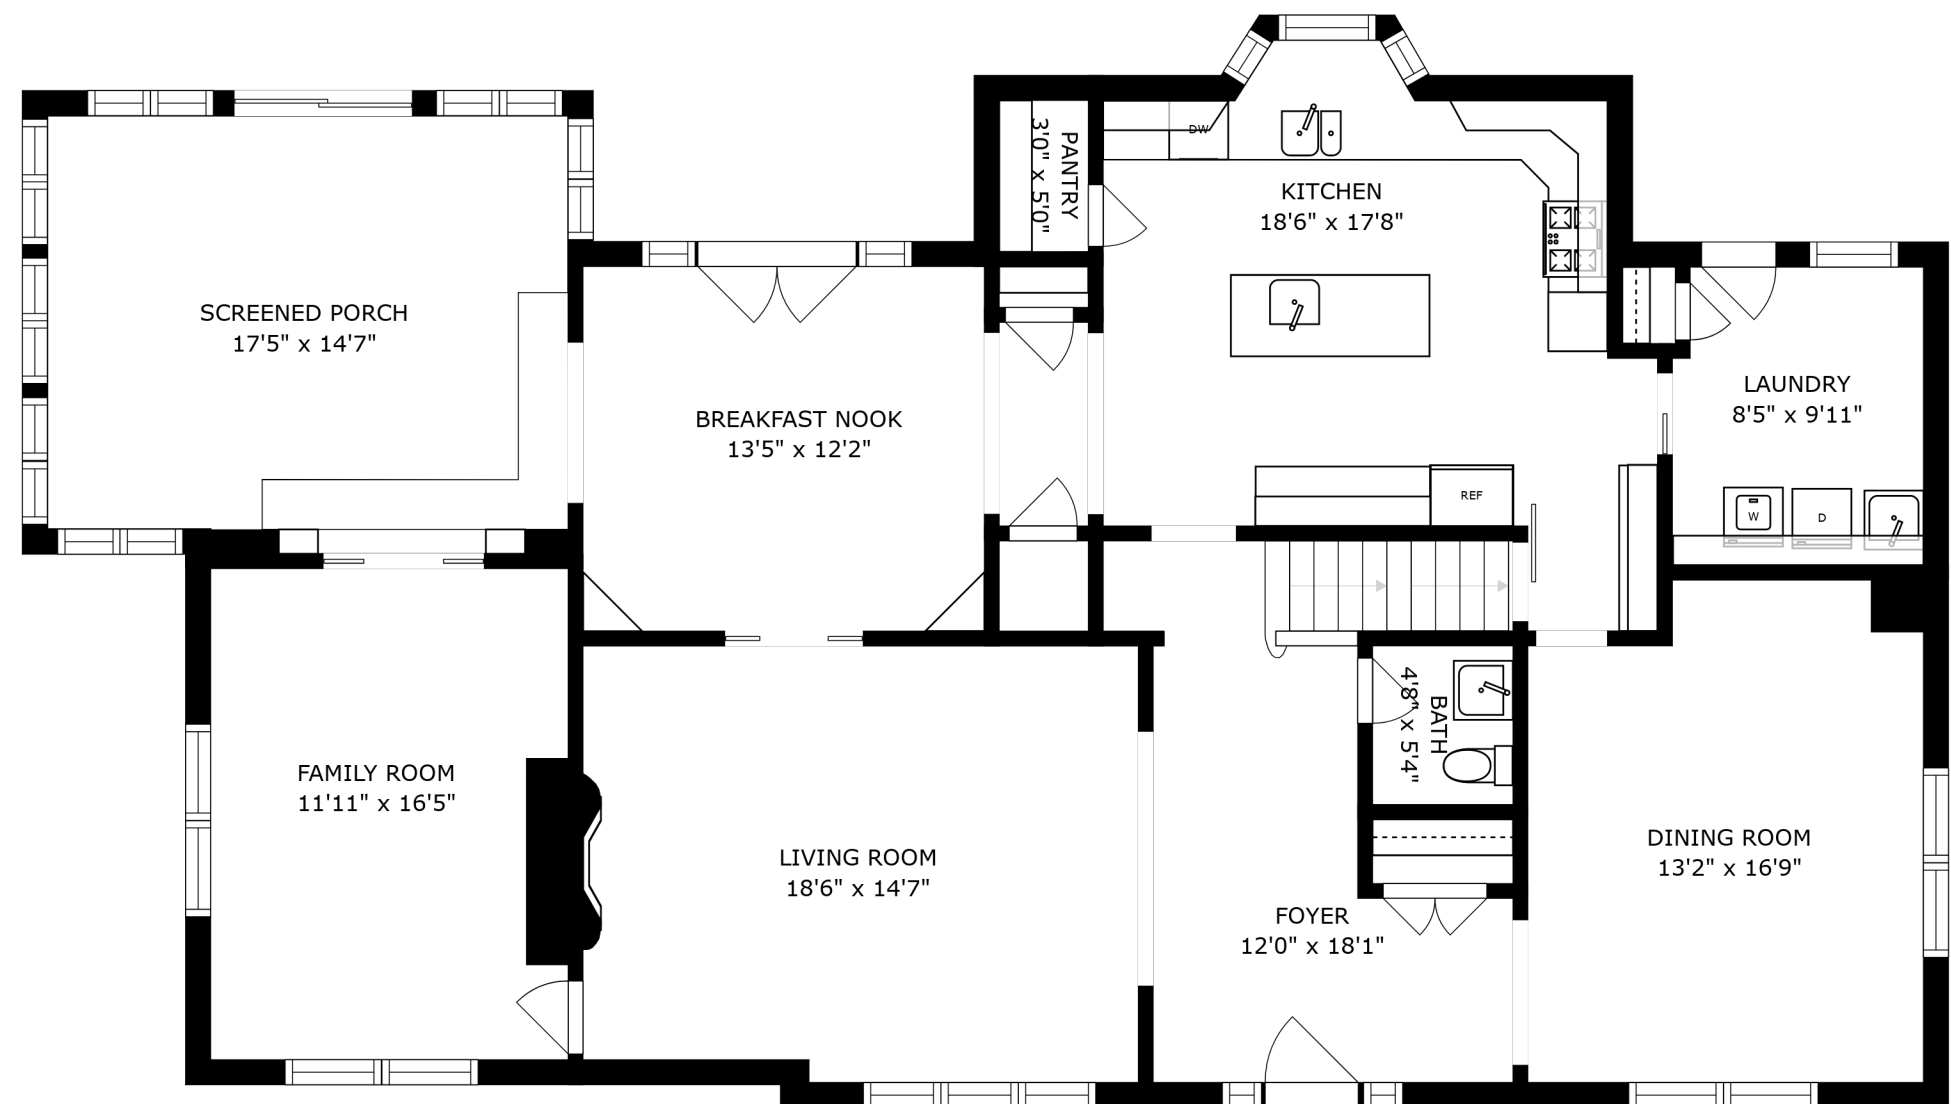 DW
PANTRY
3'0" x 5'0"
KITCHEN
18'6" x 17'8"
SCREENED PORCH
17'5" x 14'7"
BREAKFAST NOOK
13'5" x 12'2"
LAUNDRY
8'5" x 9'11"
REF
W
D
BATH
4'8" x 5'4"
FAMILY ROOM
11'11" x 16'5"
LIVING ROOM
18'6" x 14'7"
DINING ROOM
13'2" x 16'9"
FOYER
12'0" x 18'1"